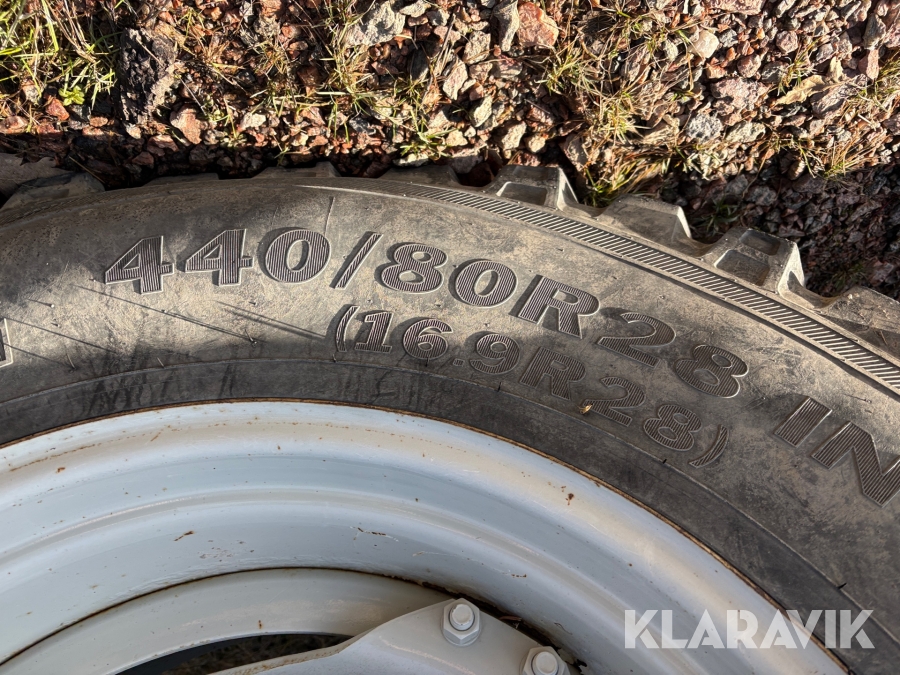 440/80R28 IN
(16.9R28)
KLARAVIK